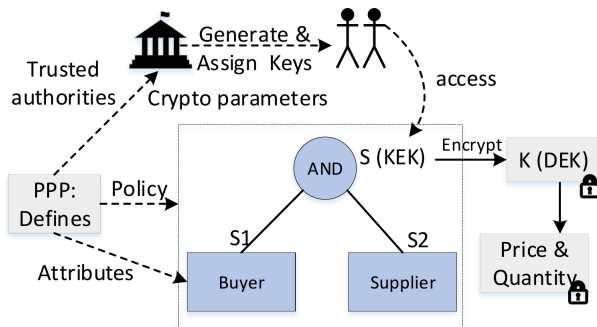 Generate &
Assign Keys
Trusted
authorities
Crypto parameters
access
S (KEK)
Encrypt
K (DEK)
AND
PPP:
Defines
Policy
S1
S2
Price &
Quantity
Attributes
Buyer
Supplier